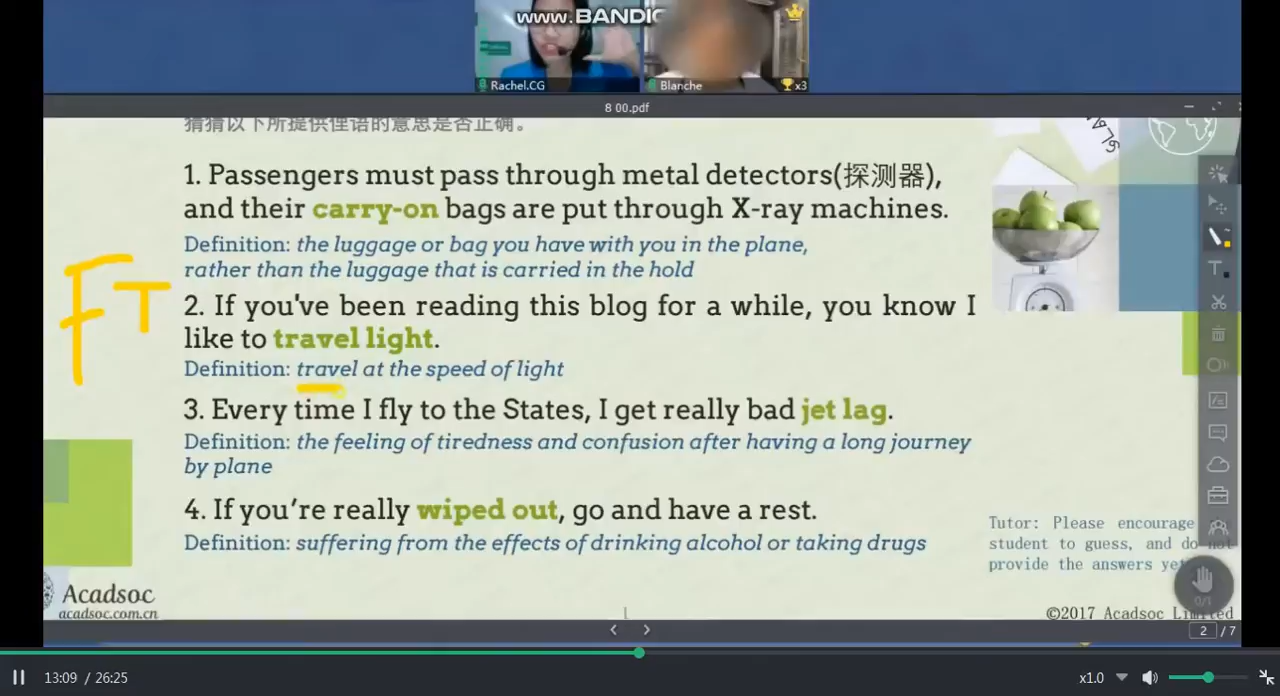 www.BANDIC
Rachel.CG
Blanche
x3
8 00.pdf
猜猜以下所提供俚语的意思是否正确。
1. Passengers must pass through metal detectors(探测器),
and their carry-on bags are put through X-ray machines.
Definition: the luggage or bag you have with you in the plane,
rather than the luggage that is carried in the hold
FT
2. If you've been reading this blog for a while, you know I
like to travel light.
Definition: travel at the speed of light
3. Every time I fly to the States, I get really bad jet lag.
Definition: the feeling of tiredness and confusion after having a long journey
by plane
4. If you’re really wiped out, go and have a rest.
Definition: suffering from the effects of drinking alcohol or taking drugs
Tutor: Please encourage
student to guess, and do not
provide the answers yet
Acadsoc
acadsoc.com.cn
©2017 Acadsoc Limited
0/1
2 / 7
13:09 / 26:25
x1.0